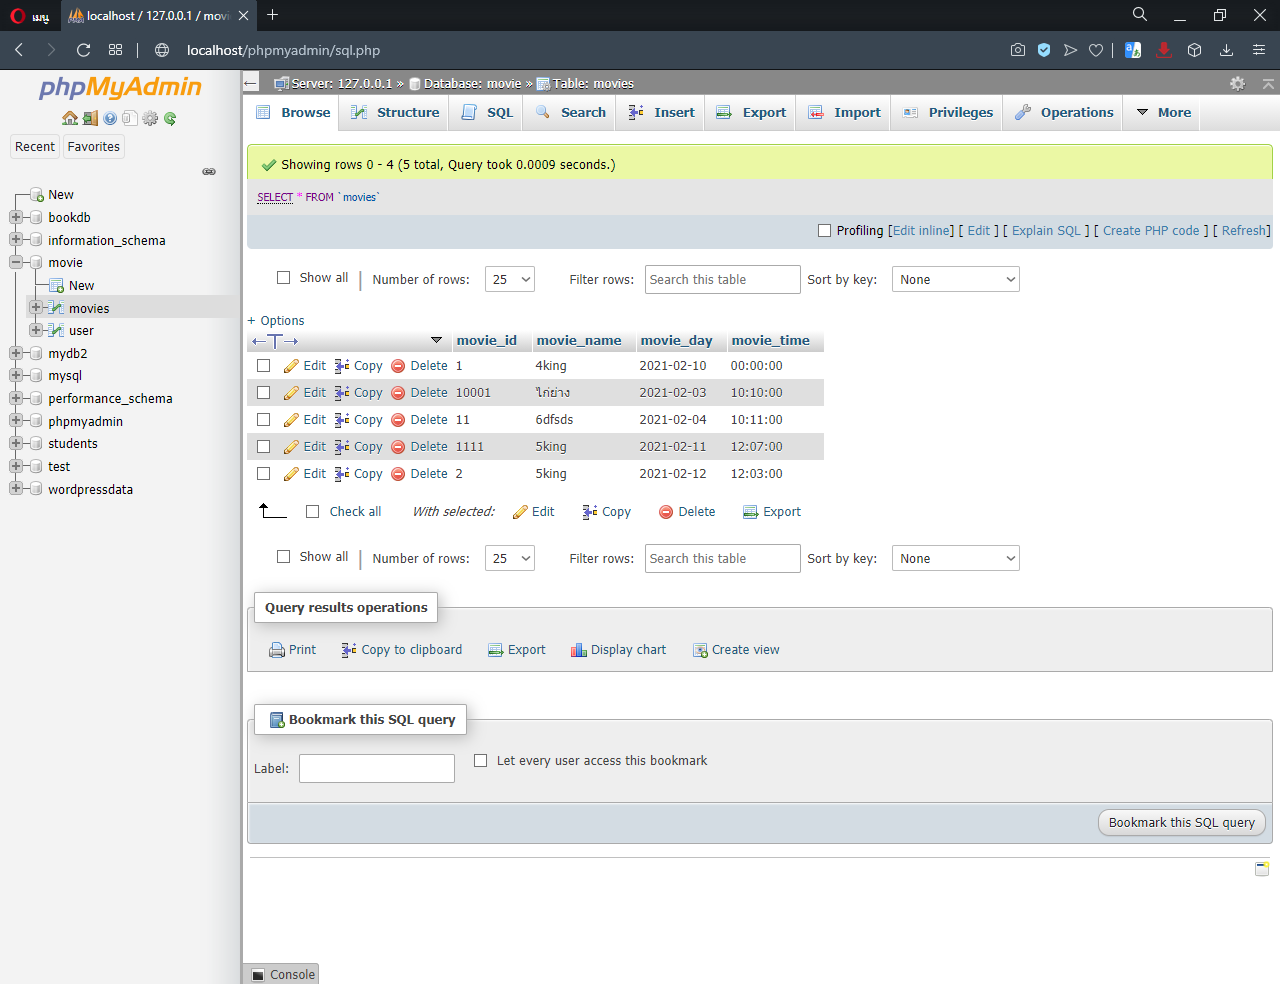 เมนู
localhost / 127.0.0.1 / movi
localhost/phpmyadmin/sql.php
phpMyAdmin
Recent Favorites
New
bookdb
information_schema
movie
New
movies
user
mydb2
mysql
performance_schema
phpmyadmin
students
test
wordpressdata
Server: 127.0.0.1 » Database: movie » Table: movies
Browse Structure SQL Search Insert Export Import Privileges Operations More
Showing rows 0 - 4 (5 total, Query took 0.0009 seconds.)
SELECT * FROM `movies`
Profiling [Edit inline] [ Edit ] [ Explain SQL ] [ Create PHP code ] [ Refresh]
Show all Number of rows: 25 Filter rows: Search this table Sort by key: None
+ Options
←T→ movie_id movie_name movie_day movie_time
Edit Copy Delete 1 4king 2021-02-10 00:00:00
Edit Copy Delete 10001 ไก่ย่าง 2021-02-03 10:10:00
Edit Copy Delete 11 6dfsds 2021-02-04 10:11:00
Edit Copy Delete 1111 5king 2021-02-11 12:07:00
Edit Copy Delete 2 5king 2021-02-12 12:03:00
Check all With selected: Edit Copy Delete Export
Show all Number of rows: 25 Filter rows: Search this table Sort by key: None
Query results operations
Print Copy to clipboard Export Display chart Create view
Bookmark this SQL query
Label: Let every user access this bookmark
Bookmark this SQL query
Console